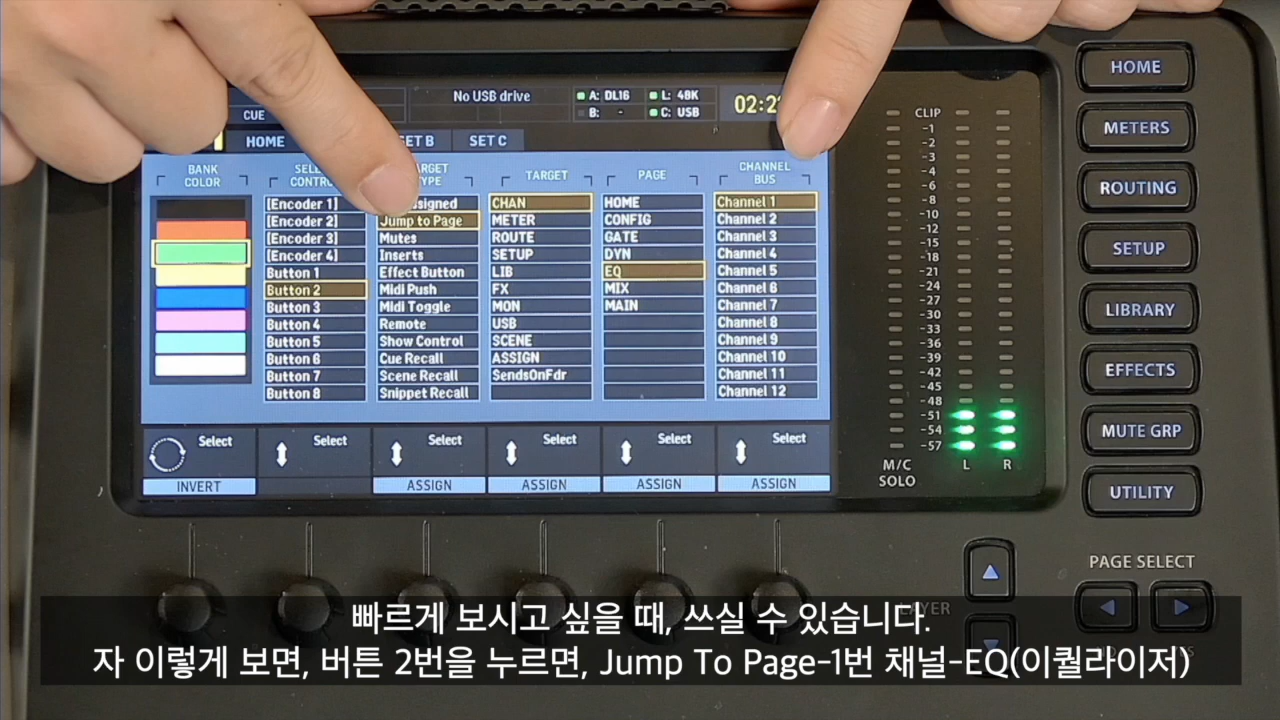 CUE
No USB drive
A: DL16
B: -
L: 48K
C: USB
HOME
SET C
BANK COLOR
TARGET
PAGE
CHANNEL BUS
[Encoder 1]
[Encoder 2]
[Encoder 3]
[Encoder 4]
Button 1
Button 2
Button 3
Button 4
Button 5
Button 6
Button 7
Button 8
Jump to Page
Mutes
Inserts
Effect Button
Midi Push
Midi Toggle
Remote
Show Control
Cue Recall
Scene Recall
Snippet Recall
CHAN
METER
ROUTE
SETUP
LIB
FX
MON
USB
SCENE
ASSIGN
SendsOnFdr
HOME
CONFIG
GATE
DYN
EQ
MIX
MAIN
Channel 1
Channel 2
Channel 3
Channel 4
Channel 5
Channel 6
Channel 7
Channel 8
Channel 9
Channel 10
Channel 11
Channel 12
Select
Select
Select
Select
Select
Select
INVERT
ASSIGN
ASSIGN
ASSIGN
ASSIGN
CLIP
-1
-2
-3
-4
-6
-8
-10
-12
-15
-18
-21
-24
-27
-30
-33
-36
-39
-42
-45
-48
-51
-54
-57
M/C SOLO
L
R
HOME
METERS
ROUTING
SETUP
LIBRARY
EFFECTS
MUTE GRP
UTILITY
PAGE SELECT
LAYER
빠르게 보시고 싶을 때, 쓰실 수 있습니다.
자 이렇게 보면, 버튼 2번을 누르면, Jump To Page-1번 채널-EQ(이퀄라이저)